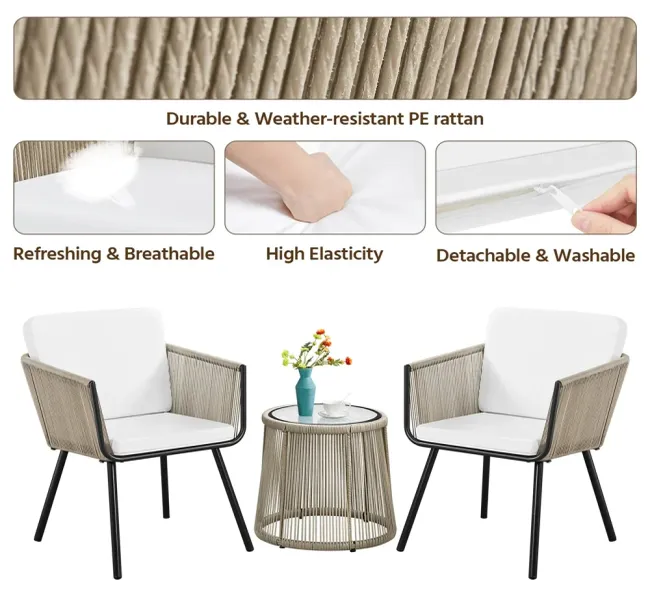 Durable & Weather-resistant PE rattan
Refreshing & Breathable
High Elasticity
Detachable & Washable